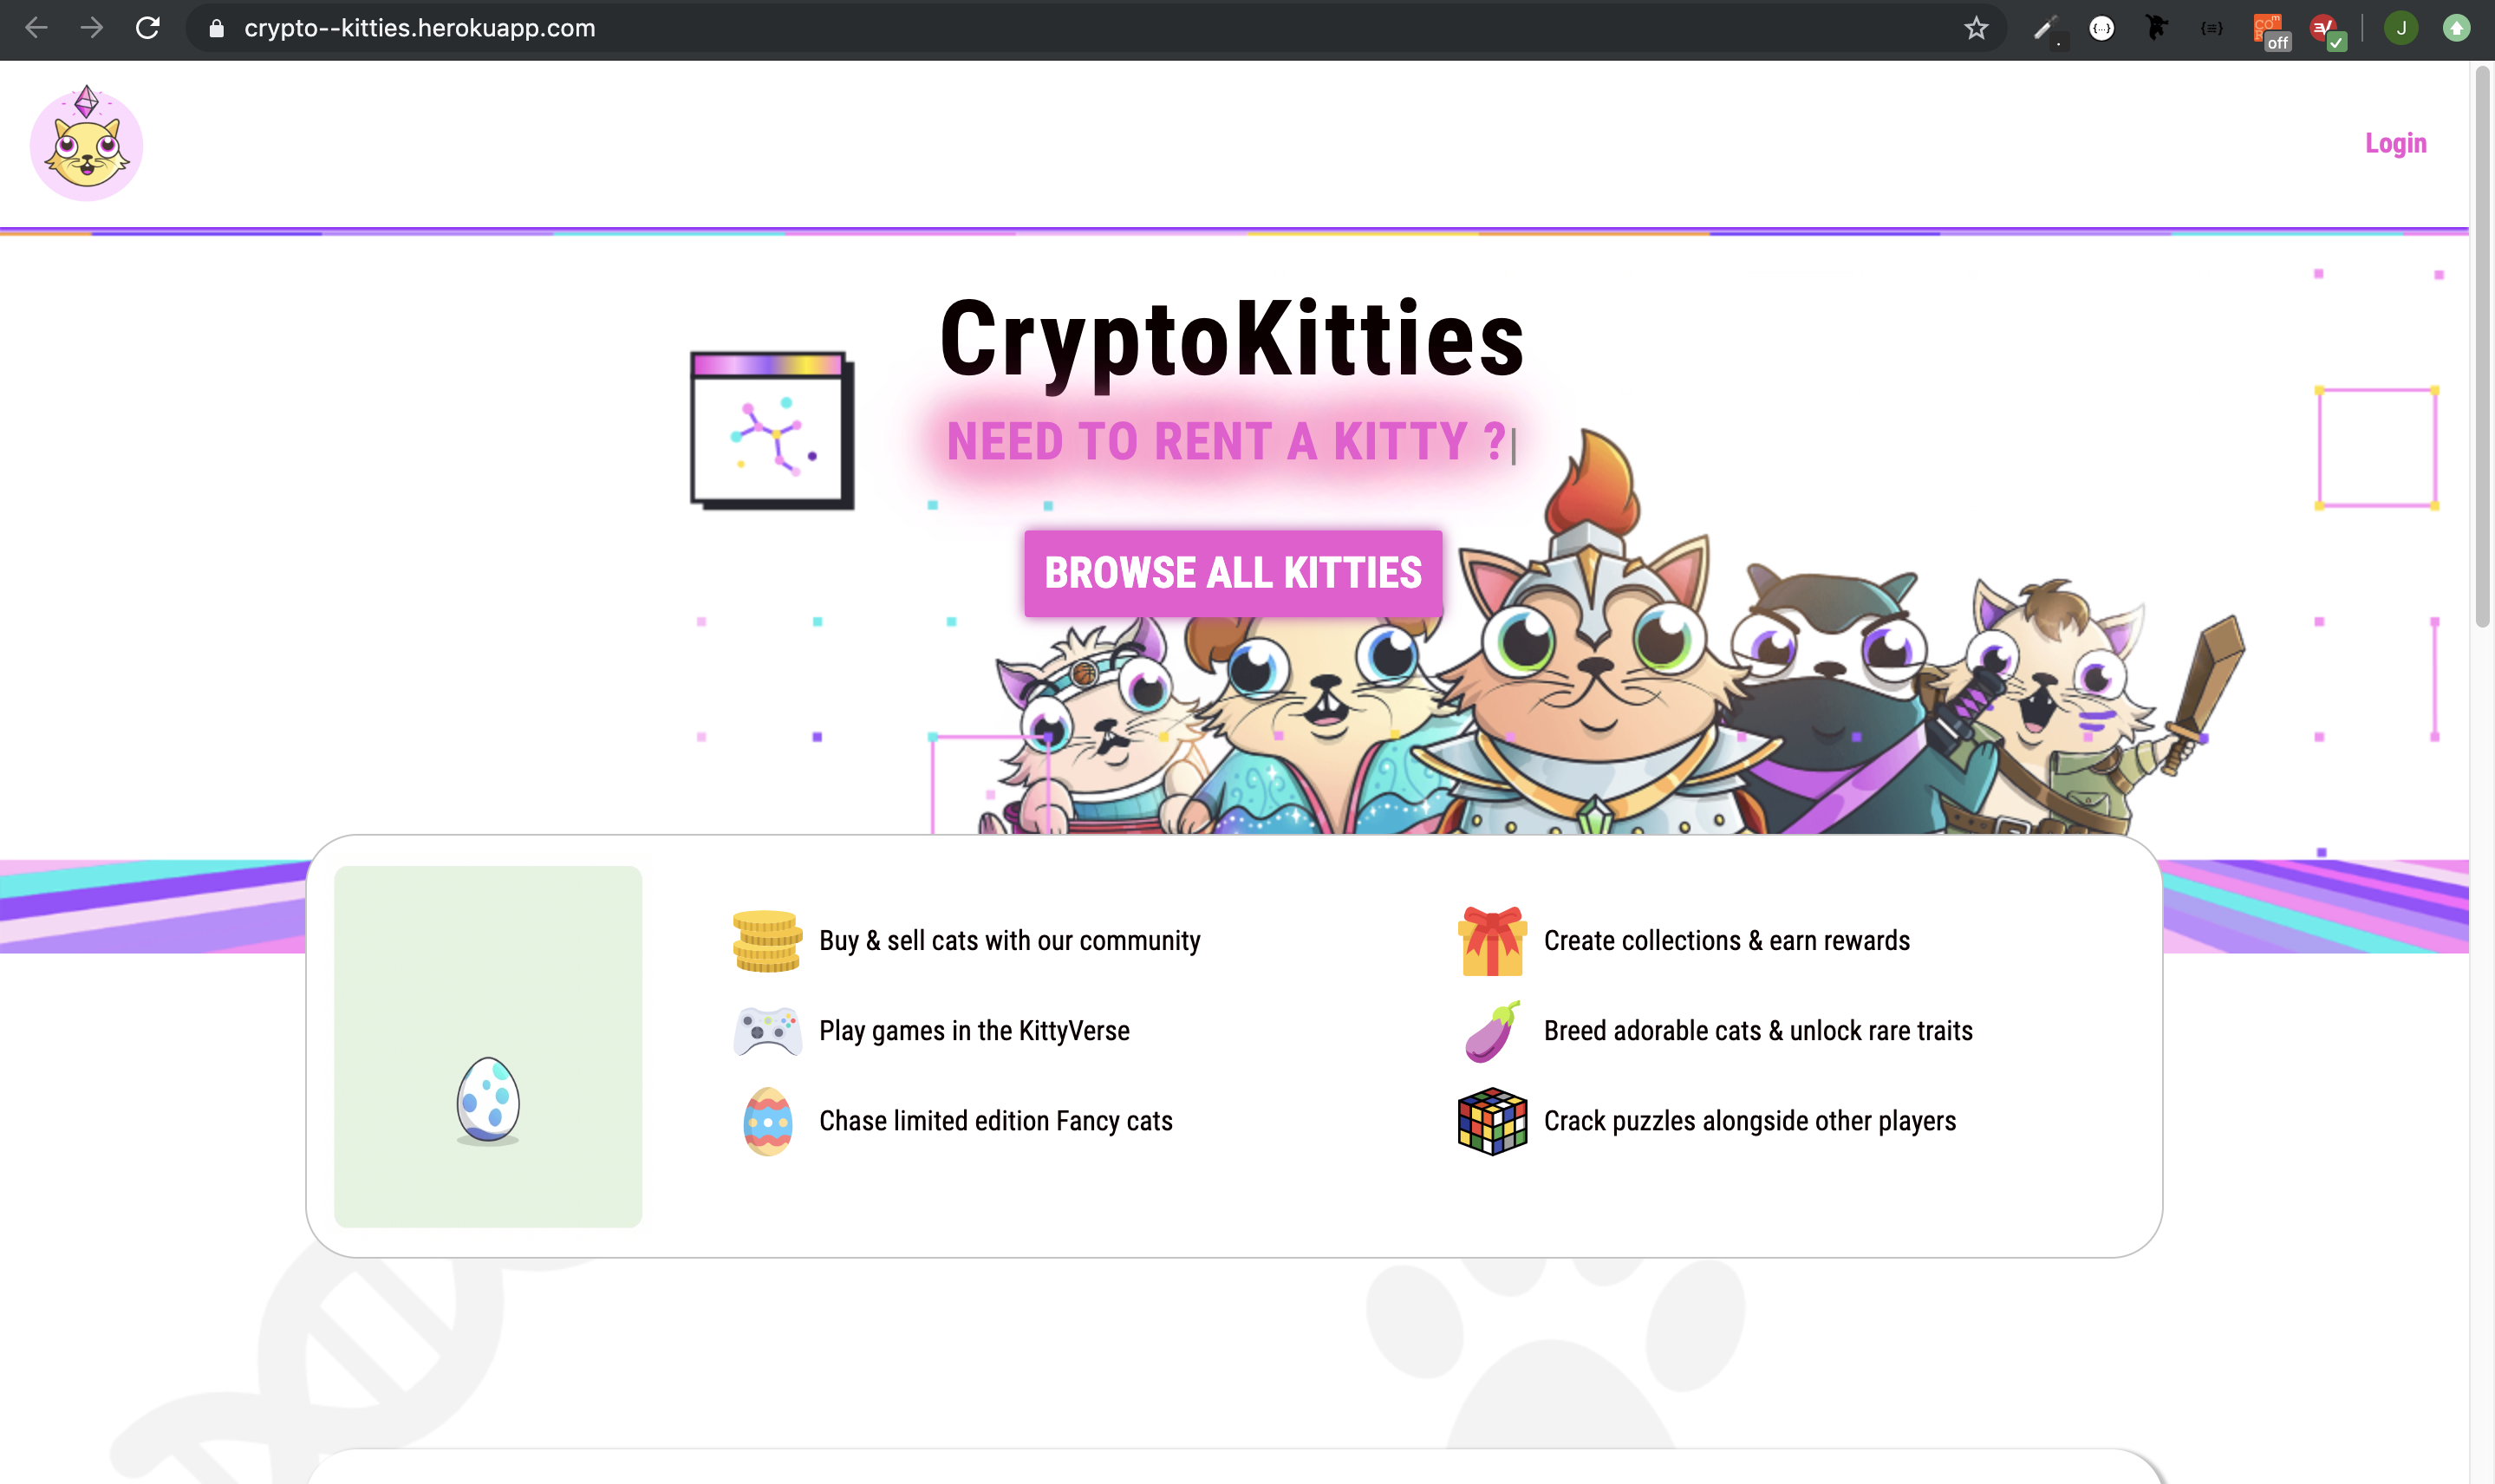 crypto--kitties.herokuapp.com
off
J
Login
CryptoKitties
NEED TO RENT A KITTY ?
BROWSE ALL KITTIES
Buy & sell cats with our community
Create collections & earn rewards
Play games in the KittyVerse
Breed adorable cats & unlock rare traits
Chase limited edition Fancy cats
Crack puzzles alongside other players